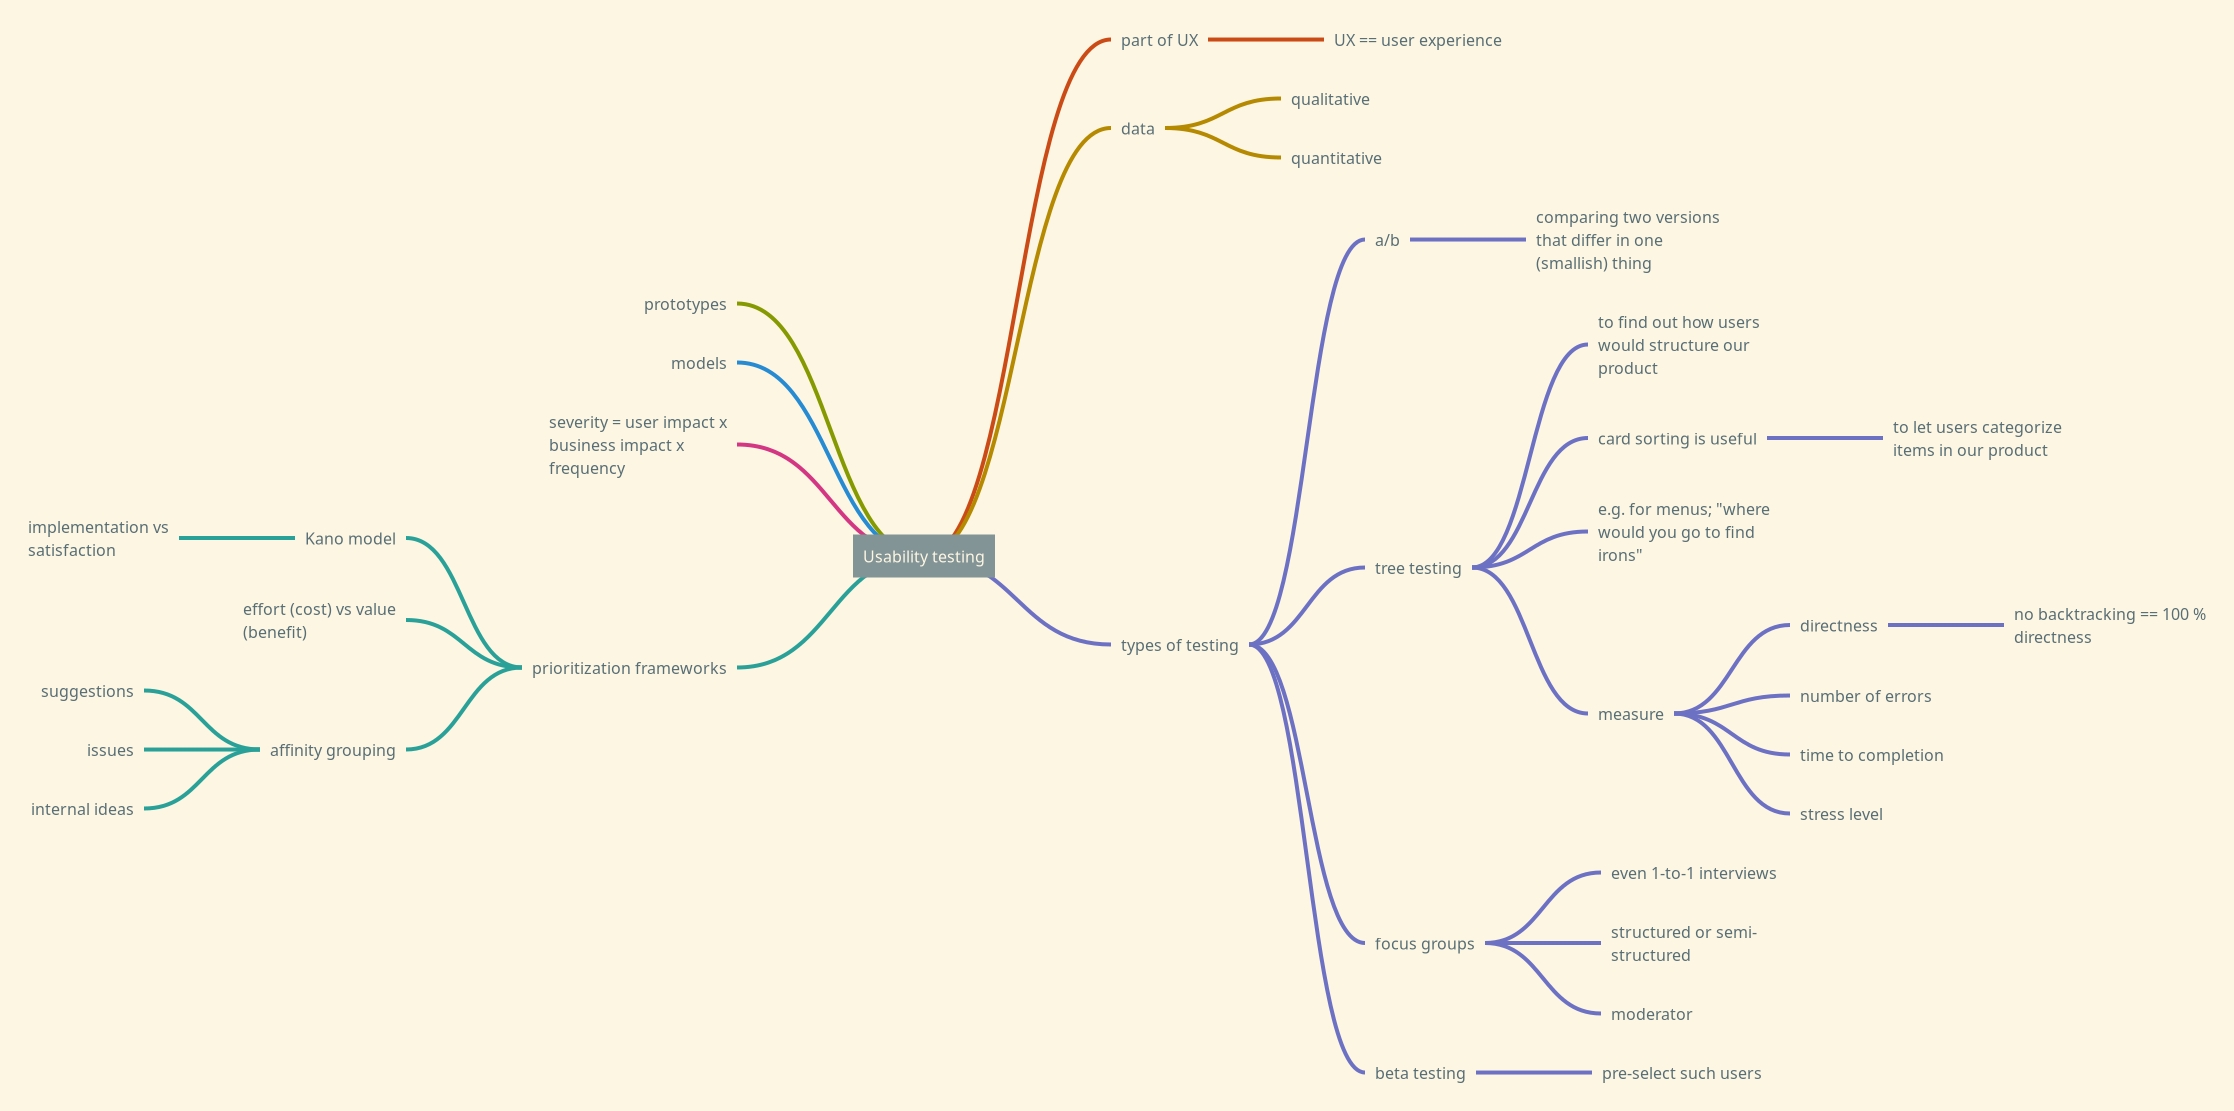 Usability testing
part of UX
UX == user experience
data
qualitative
quantitative
types of testing
a/b
comparing two versions
that differ in one
(smallish) thing
tree testing
to find out how users
would structure our
product
card sorting is useful
to let users categorize
items in our product
e.g. for menus; "where
would you go to find
irons"
measure
directness
no backtracking == 100 %
directness
number of errors
time to completion
stress level
focus groups
even 1-to-1 interviews
structured or semi-
structured
moderator
beta testing
pre-select such users
prototypes
models
severity = user impact x
business impact x
frequency
prioritization frameworks
Kano model
implementation vs
satisfaction
effort (cost) vs value
(benefit)
affinity grouping
suggestions
issues
internal ideas